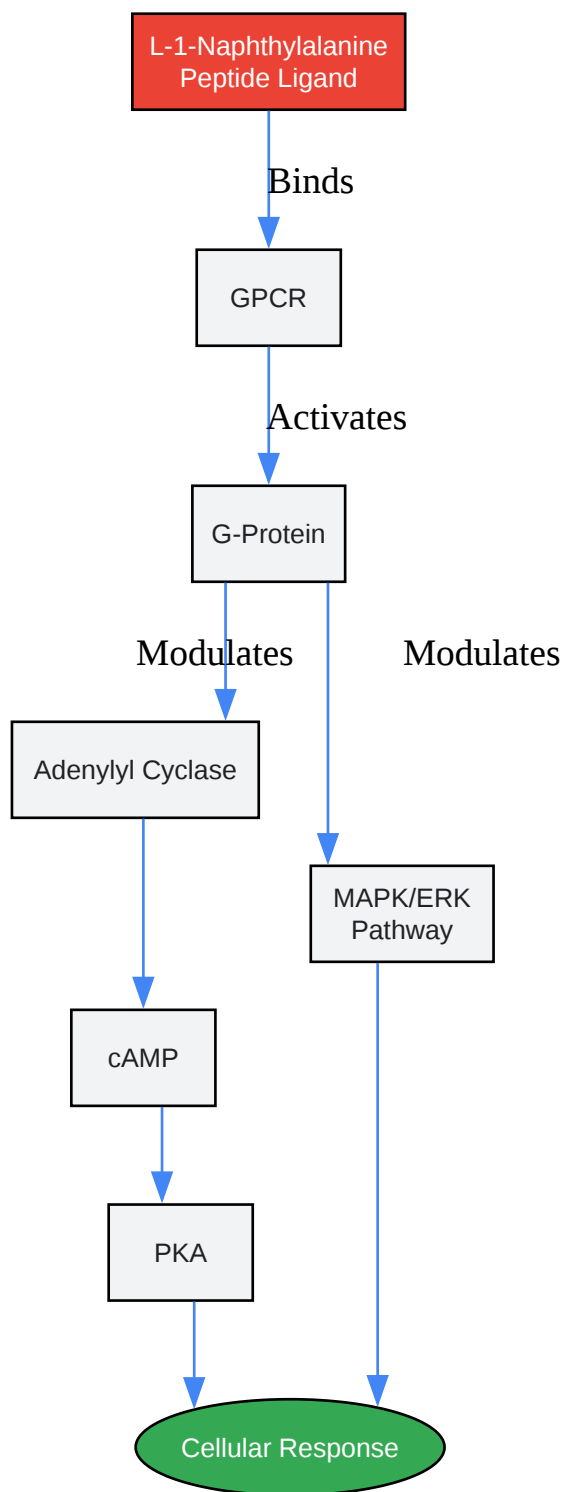 L-1-Naphthylalanine
Peptide Ligand
Binds
GPCR
Activates
G-Protein
Modulates
Modulates
Adenylyl Cyclase
MAPK/ERK
Pathway
cAMP
PKA
Cellular Response